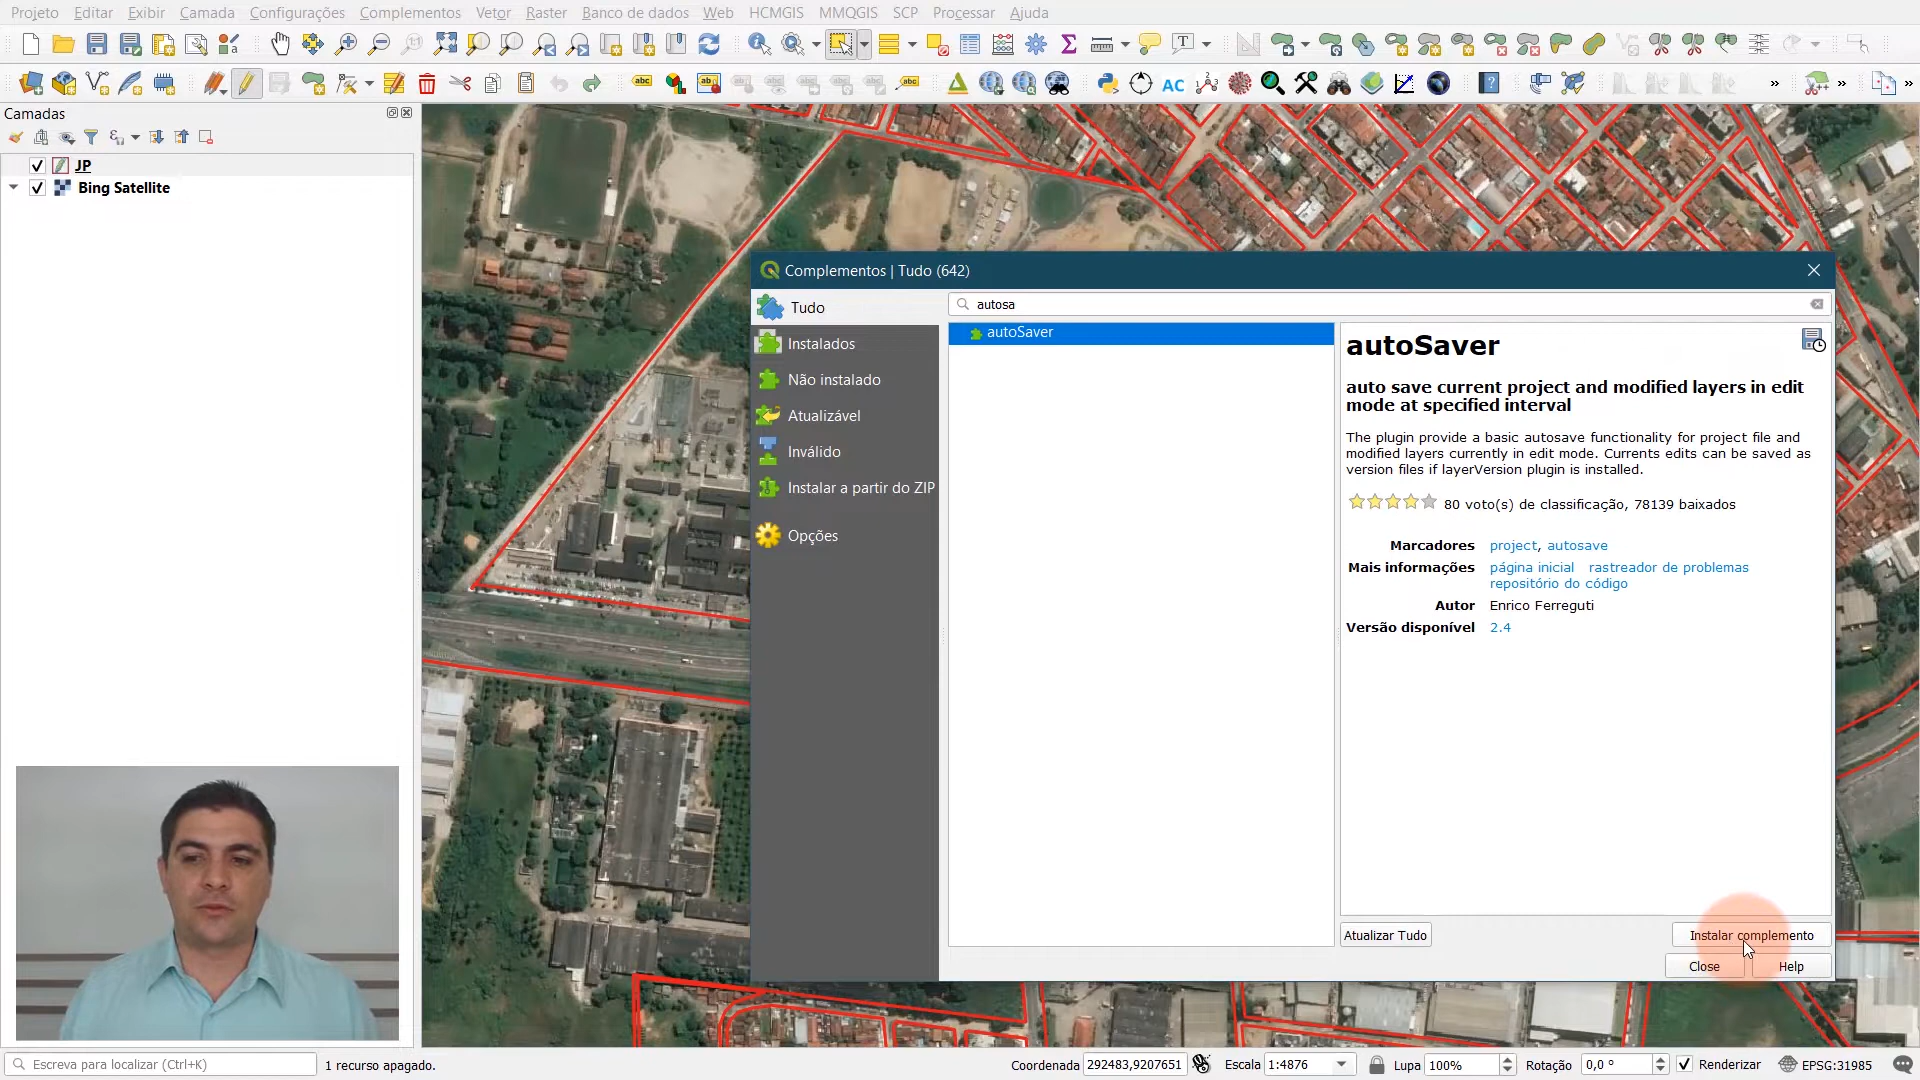 Projeto Editar Exibir Camada Configurações Complementos Vetor Raster Banco de dados Web HCMGIS MMQGIS SCP Processar Ajuda
Camadas
JP
Bing Satellite
Complementos | Tudo (642)
Tudo
Instalados
Não instalado
Atualizável
Inválido
Instalar a partir do ZIP
Opções
autosa
autoSaver
autoSaver
auto save current project and modified layers in edit
mode at specified interval
The plugin provide a basic autosave functionality for project file and
modified layers currently in edit mode. Currents edits can be saved as
version files if layerVersion plugin is installed.
80 voto(s) de classificação, 78139 baixados
Marcadores project, autosave
Mais informações página inicial rastreador de problemas
repositório do código
Autor Enrico Ferreguti
Versão disponível 2.4
Atualizar Tudo
Instalar complemento
Close
Help
Escreva para localizar (Ctrl+K)
1 recurso apagado.
Coordenada 292483,9207651
Escala 1:4876
Lupa 100%
Rotação 0,0 °
Renderizar
EPSG:31985